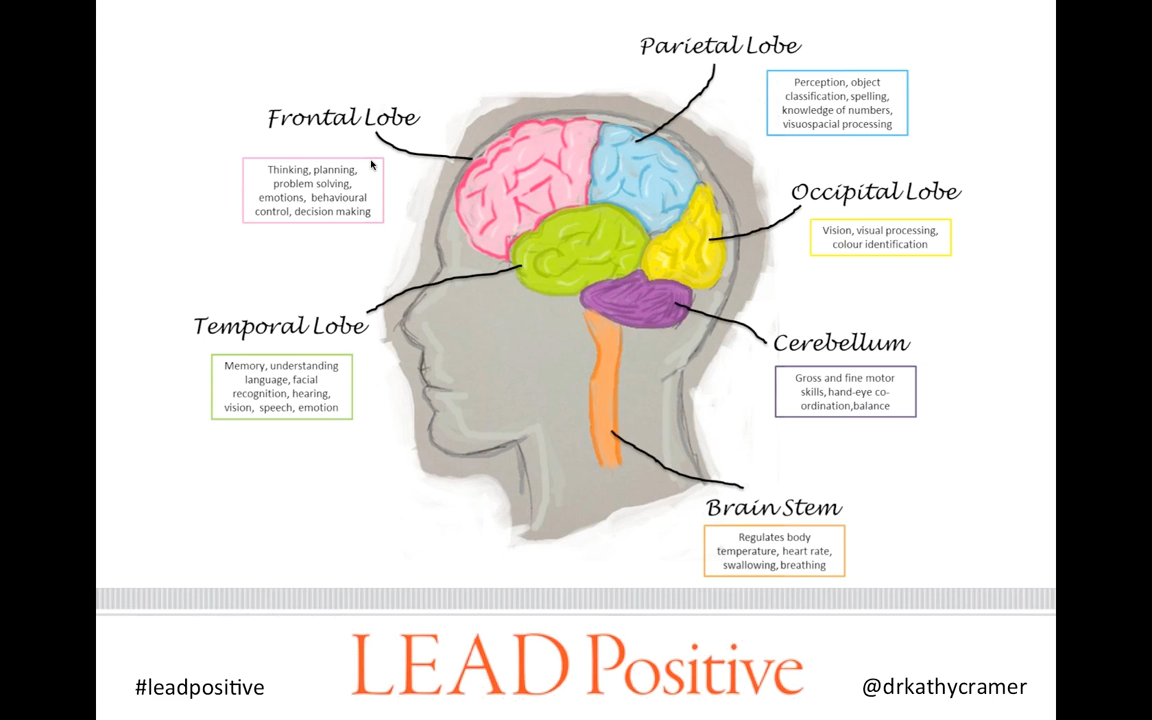 Parietal Lobe
Perception, object
classification, spelling,
knowledge of numbers,
visuospacial processing
Frontal Lobe
Thinking, planning,
problem solving,
emotions, behavioural
control, decision making
Occipital Lobe
Vision, visual processing,
colour identification
Temporal Lobe
Memory, understanding
language, facial
recognition, hearing,
vision, speech, emotion
Cerebellum
Gross and fine motor
skills, hand-eye co-
ordination,balance
Brain Stem
Regulates body
temperature, heart rate,
swallowing, breathing
#leadpositive
LEAD Positive
@drkathycramer